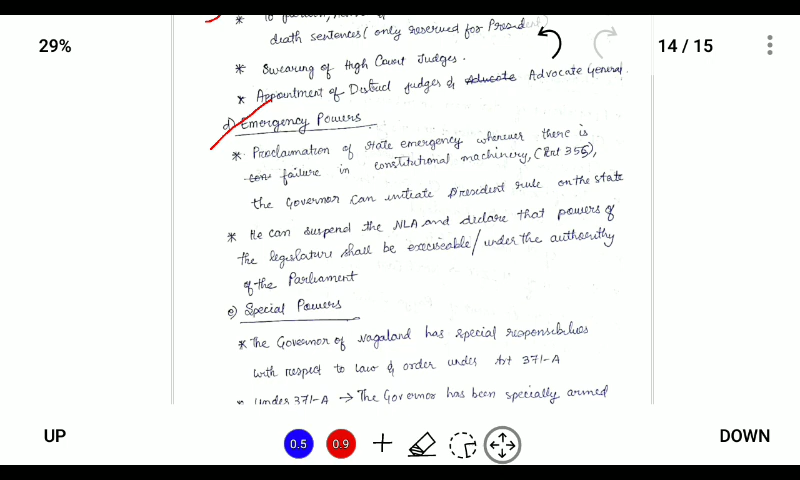 29%
14 / 15
* To
death sentences ( only reserved for President )
* Swearing of High Court Judges.
* Appointment of District Judges & Advocate Advocate General.
d) Emergency Powers
* Proclamation of state emergency wherever there is
failure in constitutional machinery, (Art 356),
the Governor can initiate President rule on the state
* He can suspend the NLA and declare that powers of
the legislature shall be exerciseable / under the authority
of the Parliament
e) Special Powers
* The Governor of Nagaland has special responsibilities
with respect to law & order under Art 371-A
* Under 371-A → The Governor has been specially armed
UP
0.5
0.9
DOWN